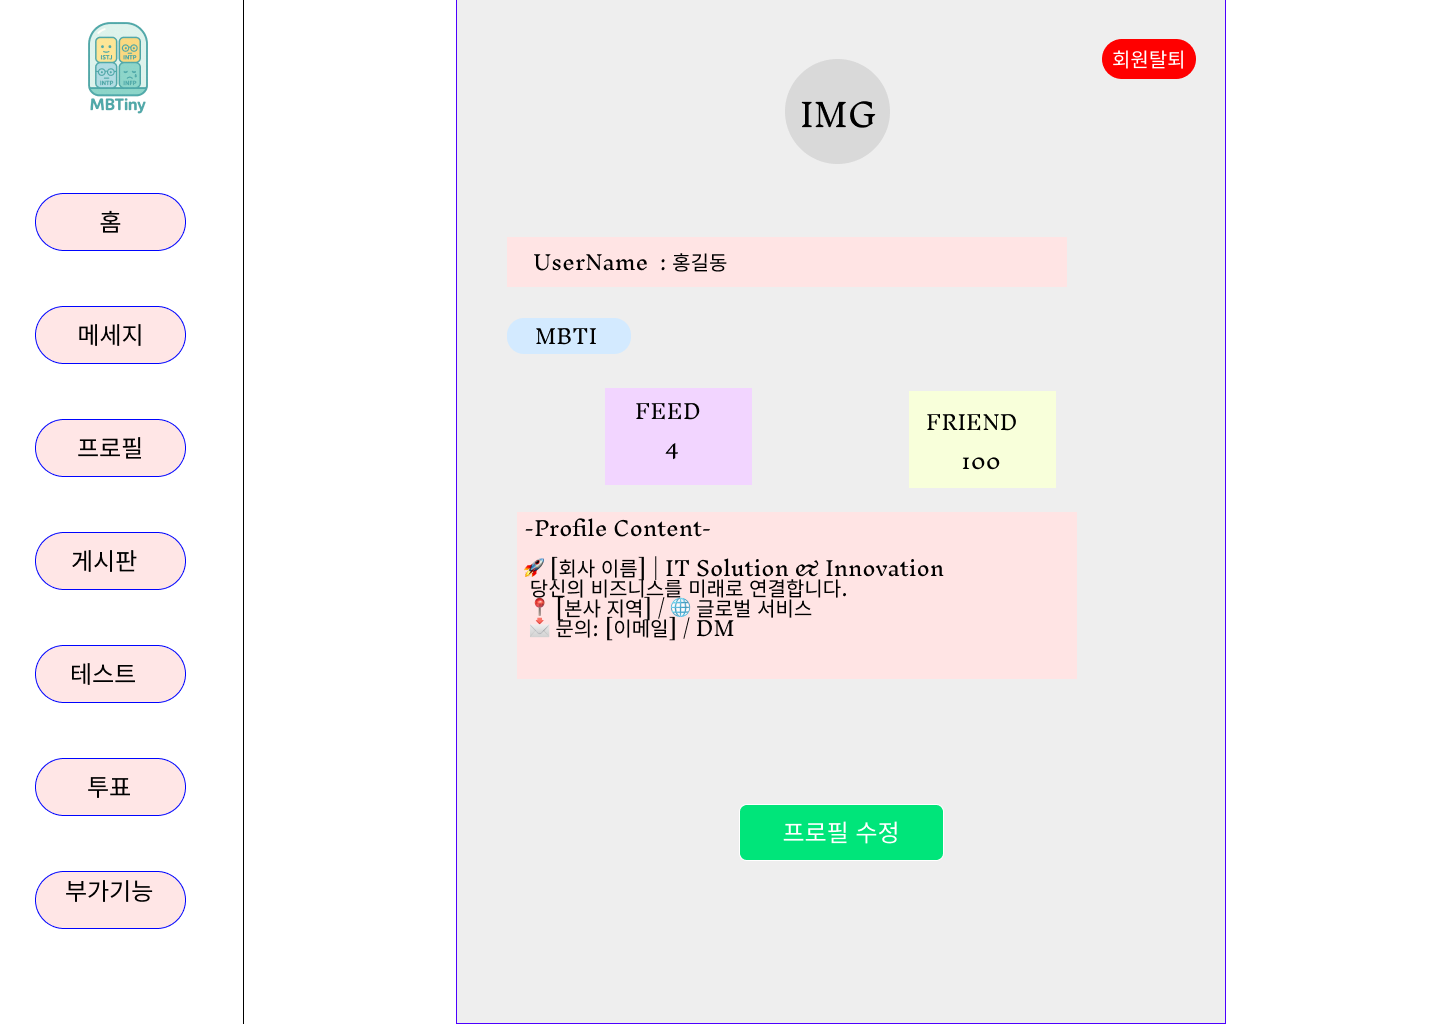 ISTJ INTP
INTP INFP
MBTiny
홈
메세지
프로필
게시판
테스트
투표
부가기능
회원탈퇴
IMG
UserName : 홍길동
MBTI
FEED
4
FRIEND
100
-Profile Content-
🚀 [회사 이름] | IT Solution & Innovation
당신의 비즈니스를 미래로 연결합니다.
📍 [본사 지역] / 🌐 글로벌 서비스
📩 문의: [이메일] / DM
프로필 수정